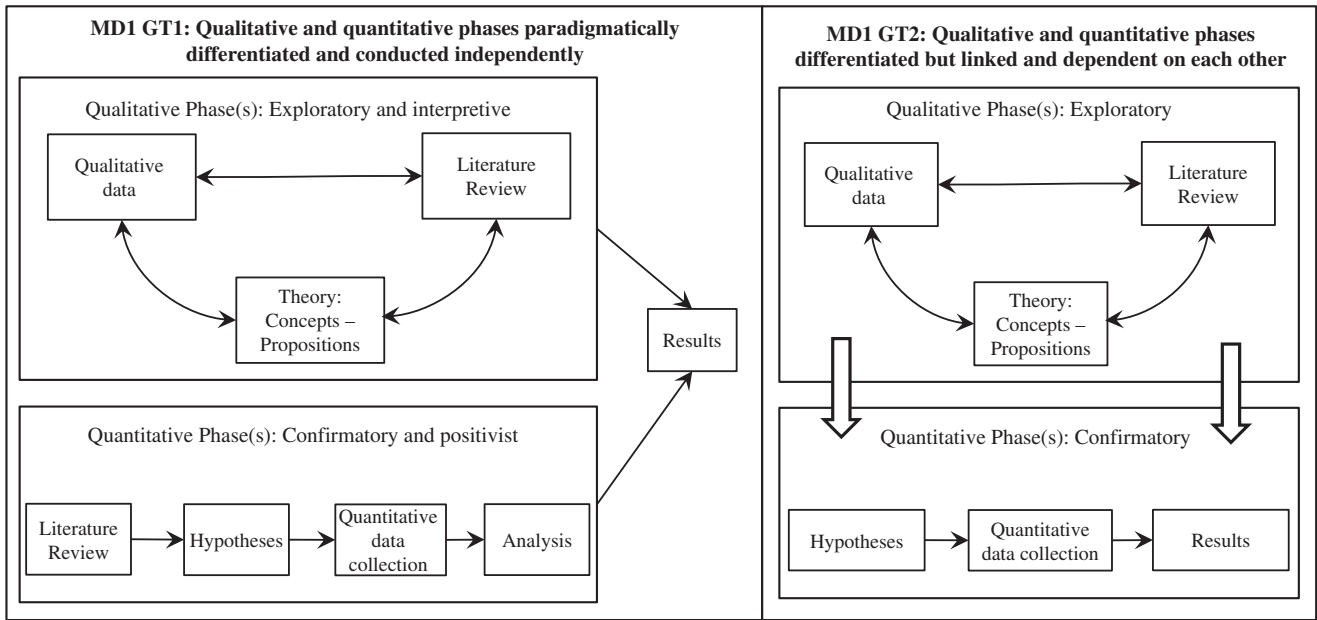 MD1 GT1: Qualitative and quantitative phases paradigmatically
differentiated and conducted independently
Qualitative Phase(s): Exploratory and interpretive
Qualitative
data
Literature
Review
Theory:
Concepts –
Propositions
Results
Quantitative Phase(s): Confirmatory and positivist
Literature
Review
Hypotheses
Quantitative
data
collection
Analysis
MD1 GT2: Qualitative and quantitative phases
differentiated but linked and dependent on each other
Qualitative Phase(s): Exploratory
Qualitative
data
Literature
Review
Theory:
Concepts –
Propositions
Quantitative Phase(s): Confirmatory
Hypotheses
Quantitative
data collection
Results